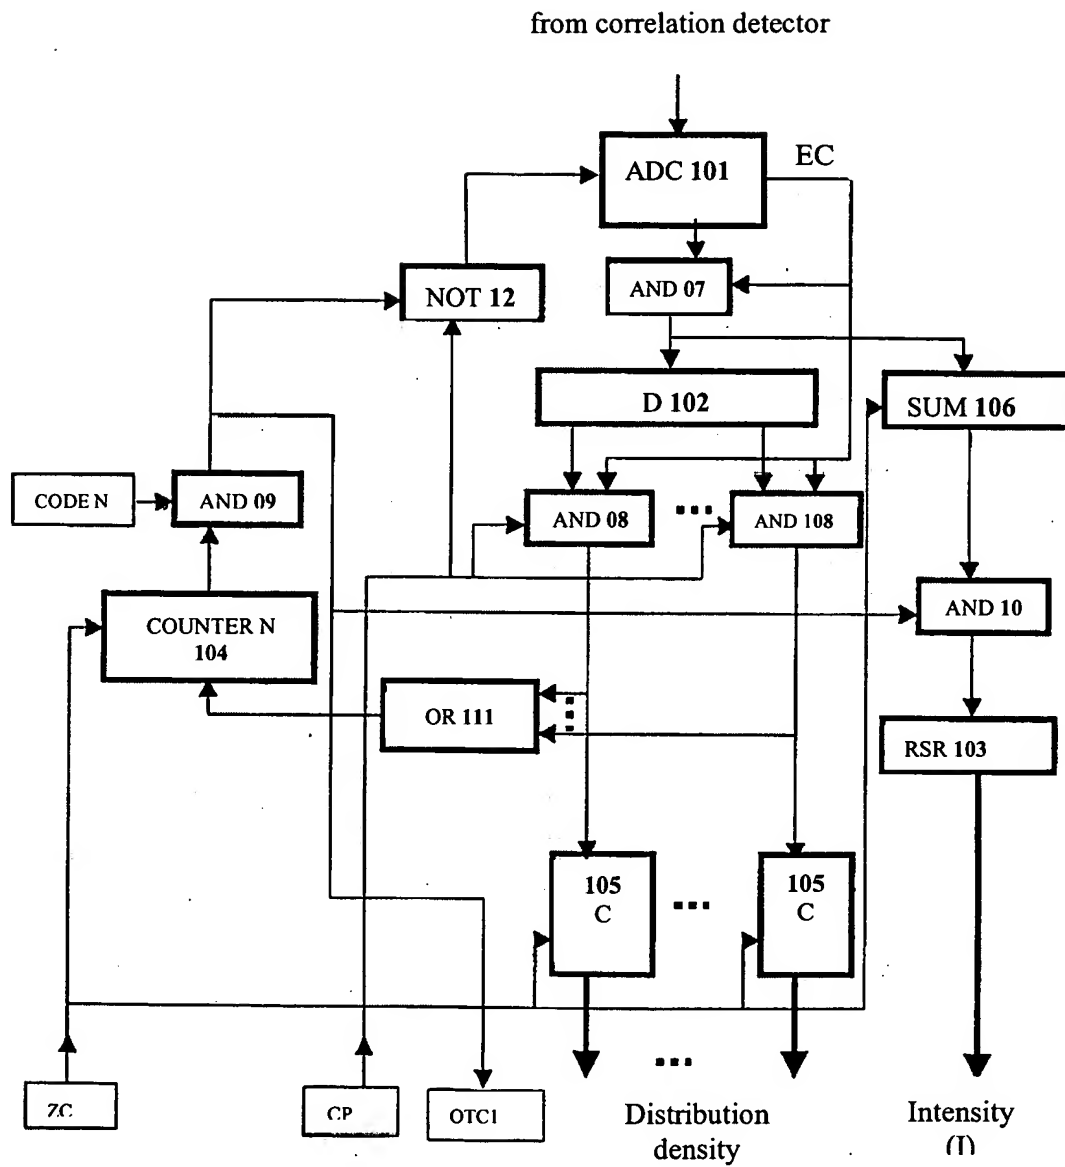 from correlation detector
ADC 101
EC
NOT 12
AND 07
D 102
SUM 106
CODE N
AND 09
AND 08
AND 108
AND 10
COUNTER N
104
OR 111
RSR 103
105
C
105
C
ZC
CP
OTC1
Distribution
density
Intensity
(I)